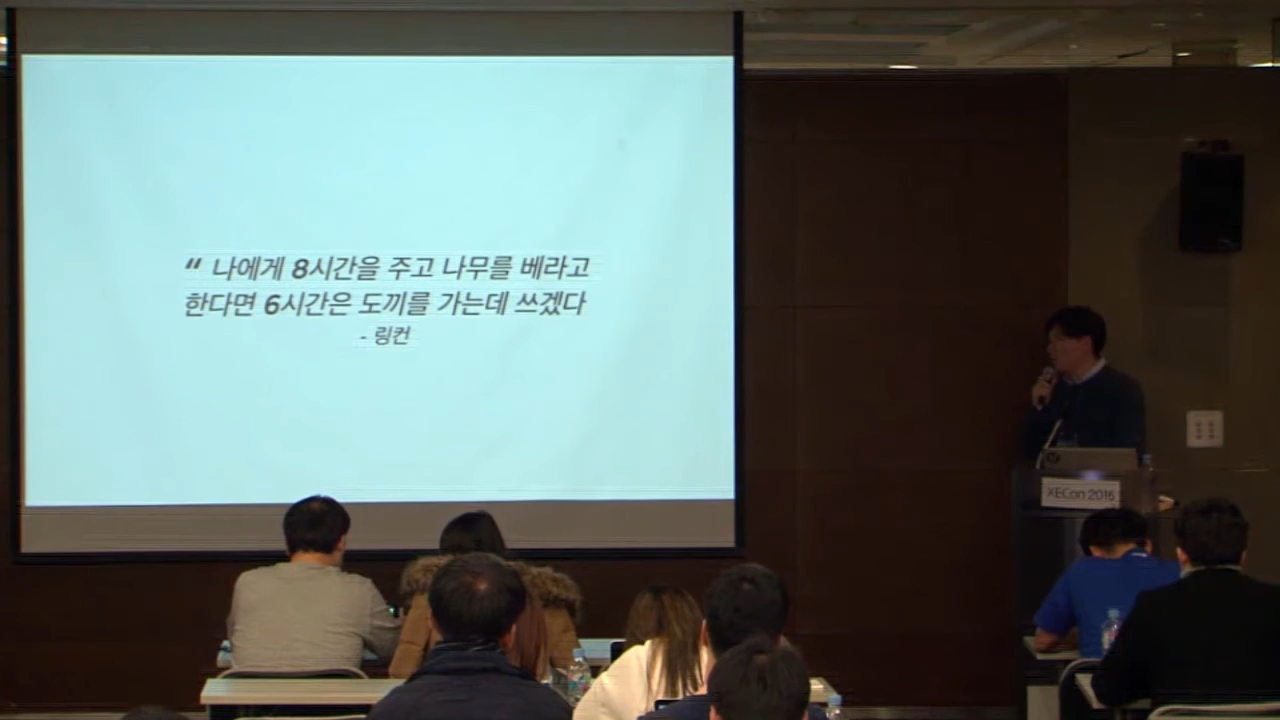 “ 나에게 8시간을 주고 나무를 베라고
한다면 6시간은 도끼를 가는데 쓰겠다
- 링컨
XECon 2016